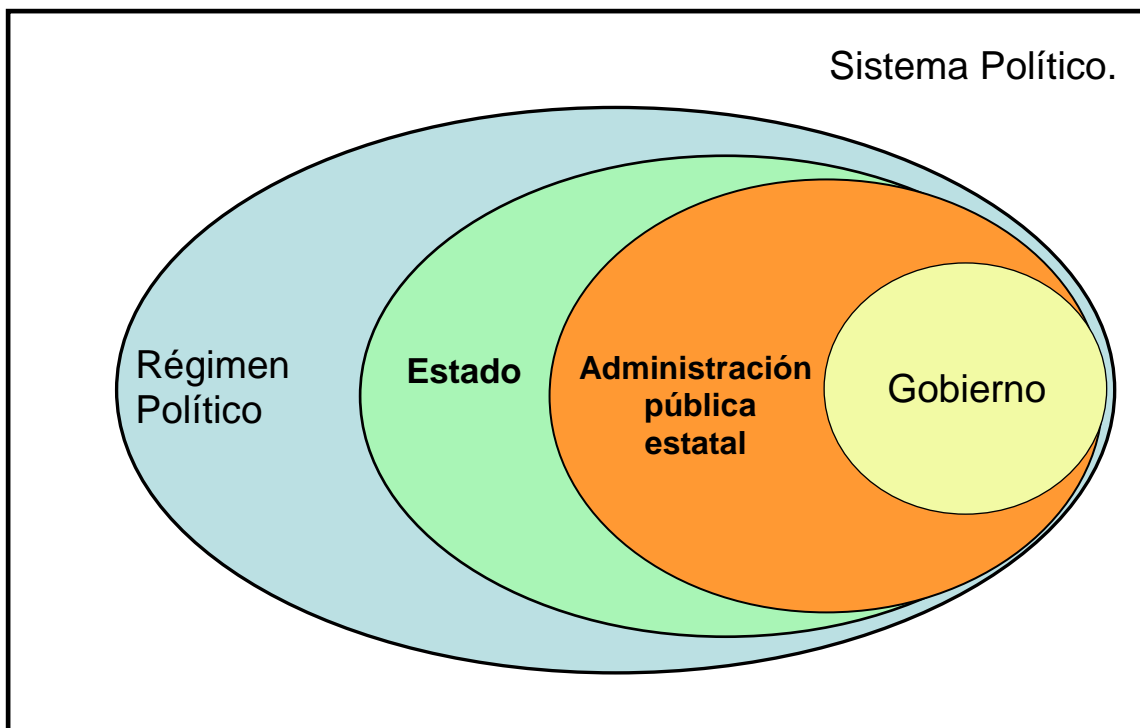 Sistema Político.
Régimen
Político
Estado
Administración
pública
estatal
Gobierno